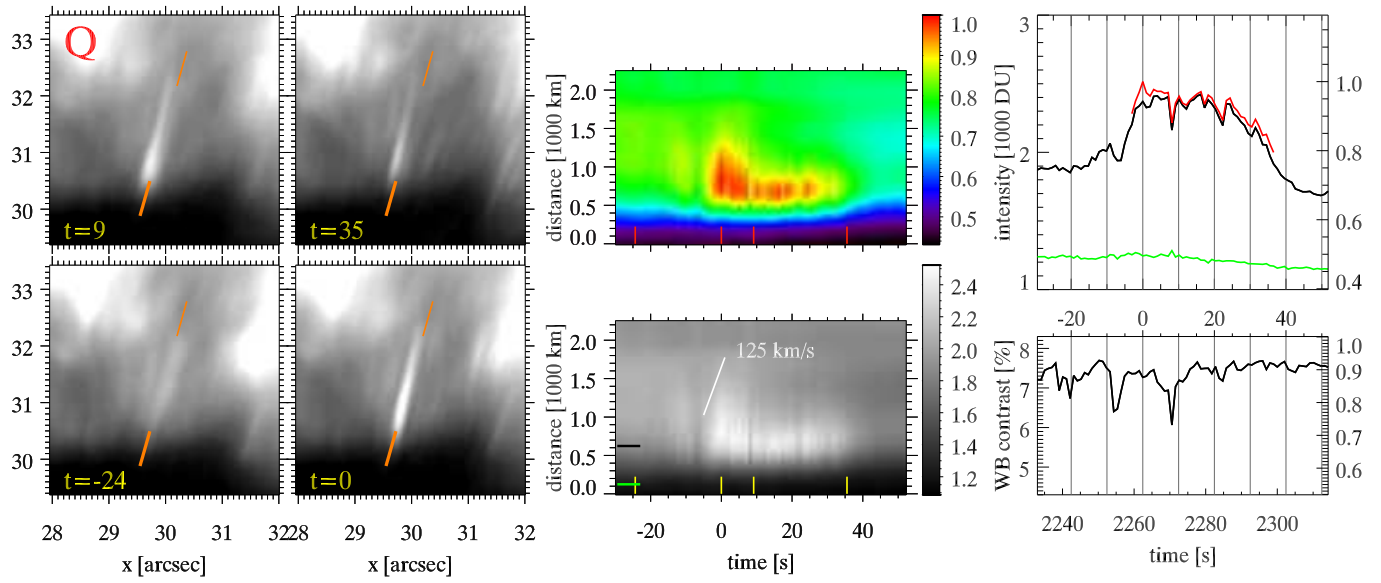 Q
33
32
31
30
t=9
t=35
33
32
31
30
t=-24
t=0
28 29 30 31 3228 29 30 31 32
x [arcsec] x [arcsec]
distance [1000 km]
2.0
1.5
1.0
0.5
0.0
1.0
0.9
0.8
0.7
0.6
0.5
distance [1000 km]
2.0
1.5
1.0
0.5
0.0
125 km/s
2.4
2.2
2.0
1.8
1.6
1.4
1.2
-20 0 20 40
time [s]
intensity [1000 DU]
3
2
1
1.0
0.8
0.6
0.4
-20 0 20 40
WB contrast [%]
8
7
6
5
1.0
0.9
0.8
0.7
0.6
2240 2260 2280 2300
time [s]